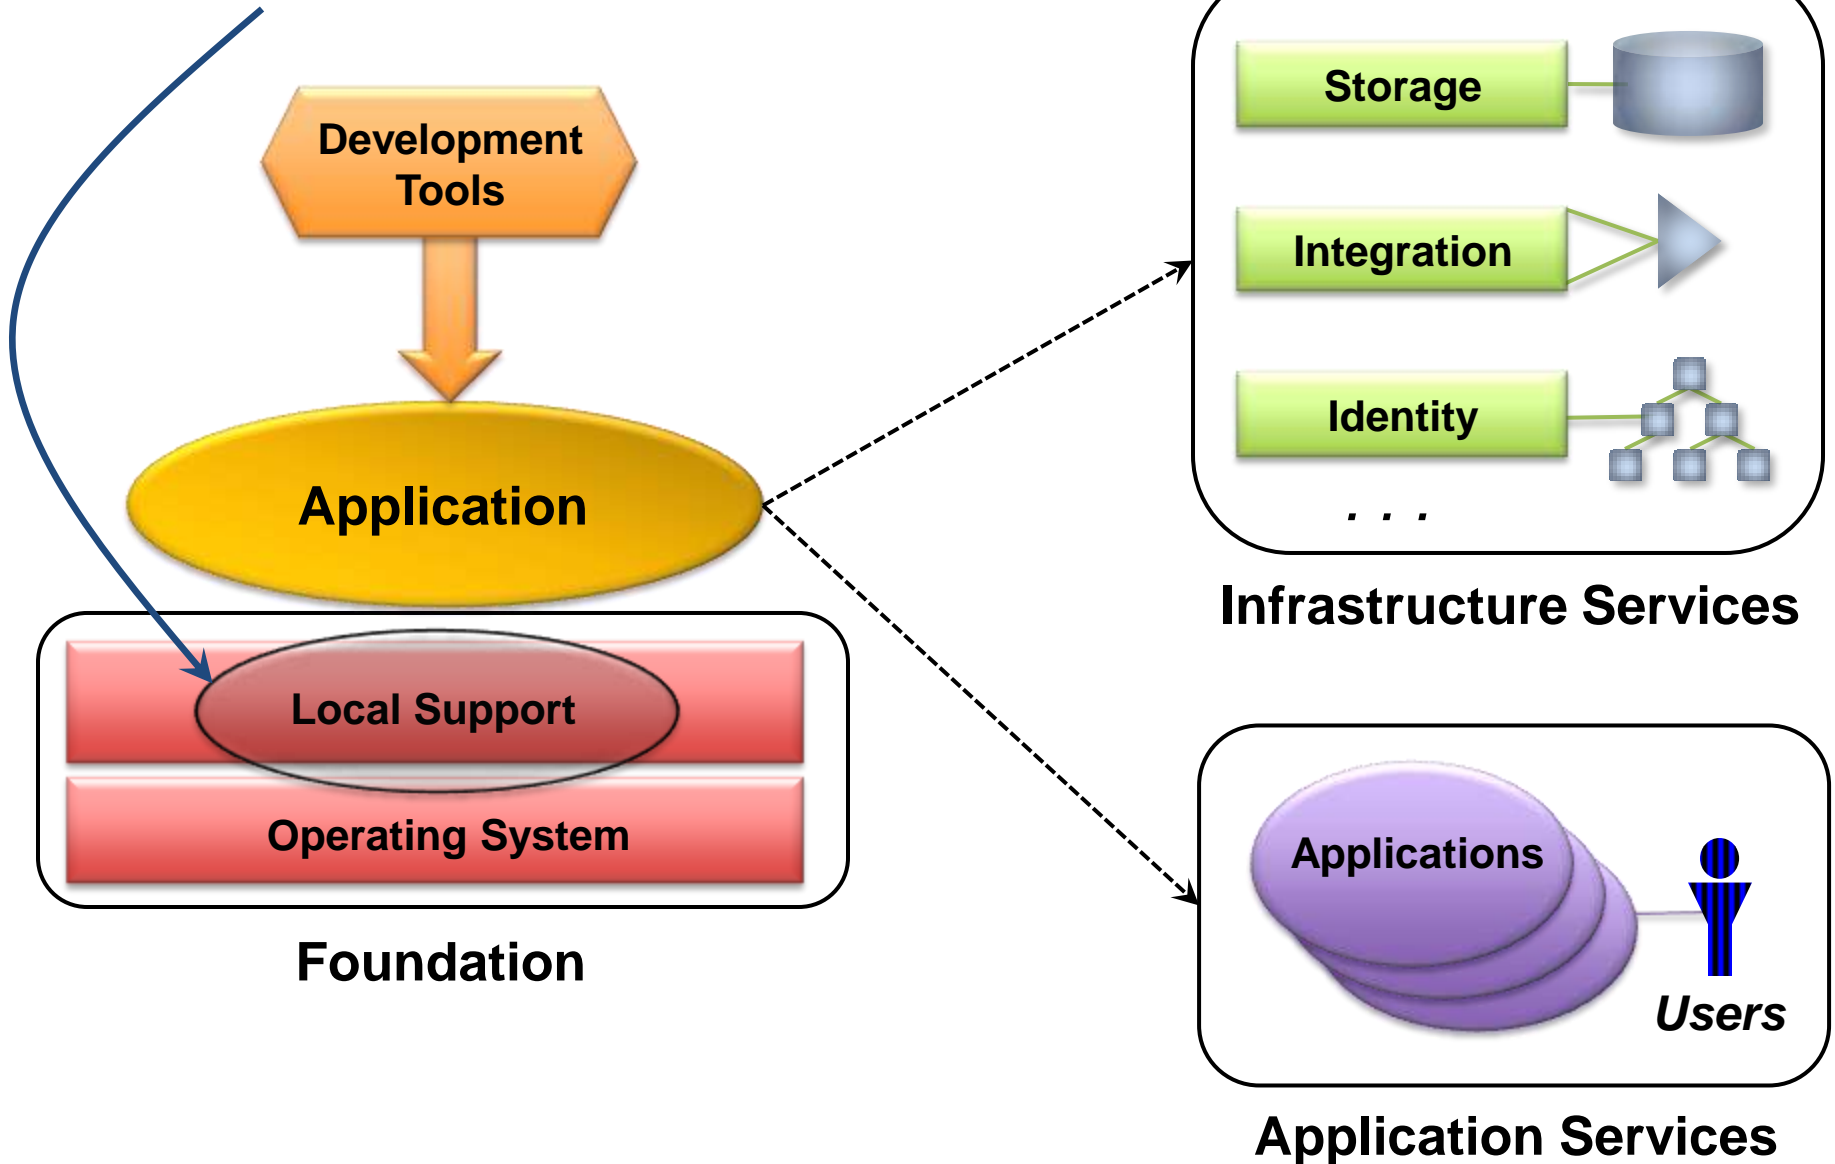 Development
Tools
Application
Local Support
Operating System
Foundation
Storage
Integration
Identity
. . .
Infrastructure Services
Applications
Users
Application Services